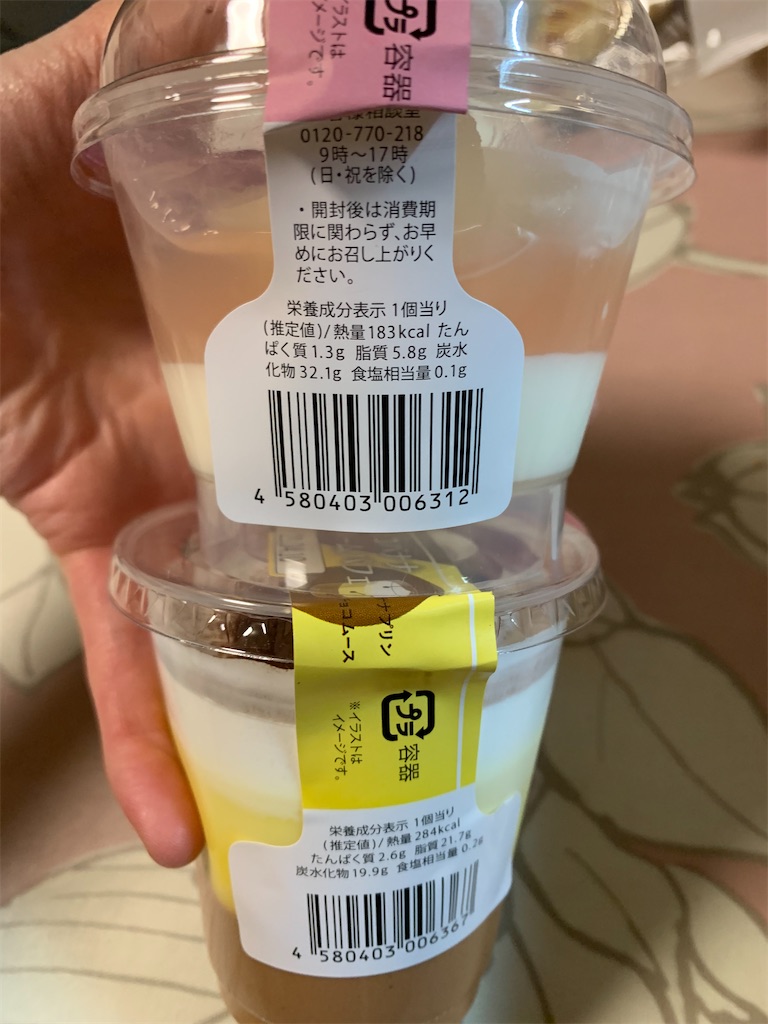 容器
プラ
イラストは
メージです。
様相談室
0120-770-218
9時～17時
(日・祝を除く)
・開封後は消費期
限に関わらず、お早
めにお召し上がりく
ださい。
栄養成分表示 1個当り
(推定値)/熱量183kcal たん
ぱく質1.3g 脂質5.8g 炭水
化物32.1g 食塩相当量0.1g
4 580403 006312
ナプリン
ョコムース
プラ
容器
※イラストは
イメージです。
栄養成分表示 1個当り
(推定値)/熱量284kcal
たんぱく質2.6g 脂質21.7g
炭水化物19.9g 食塩相当量0.2g
4 580403 006367